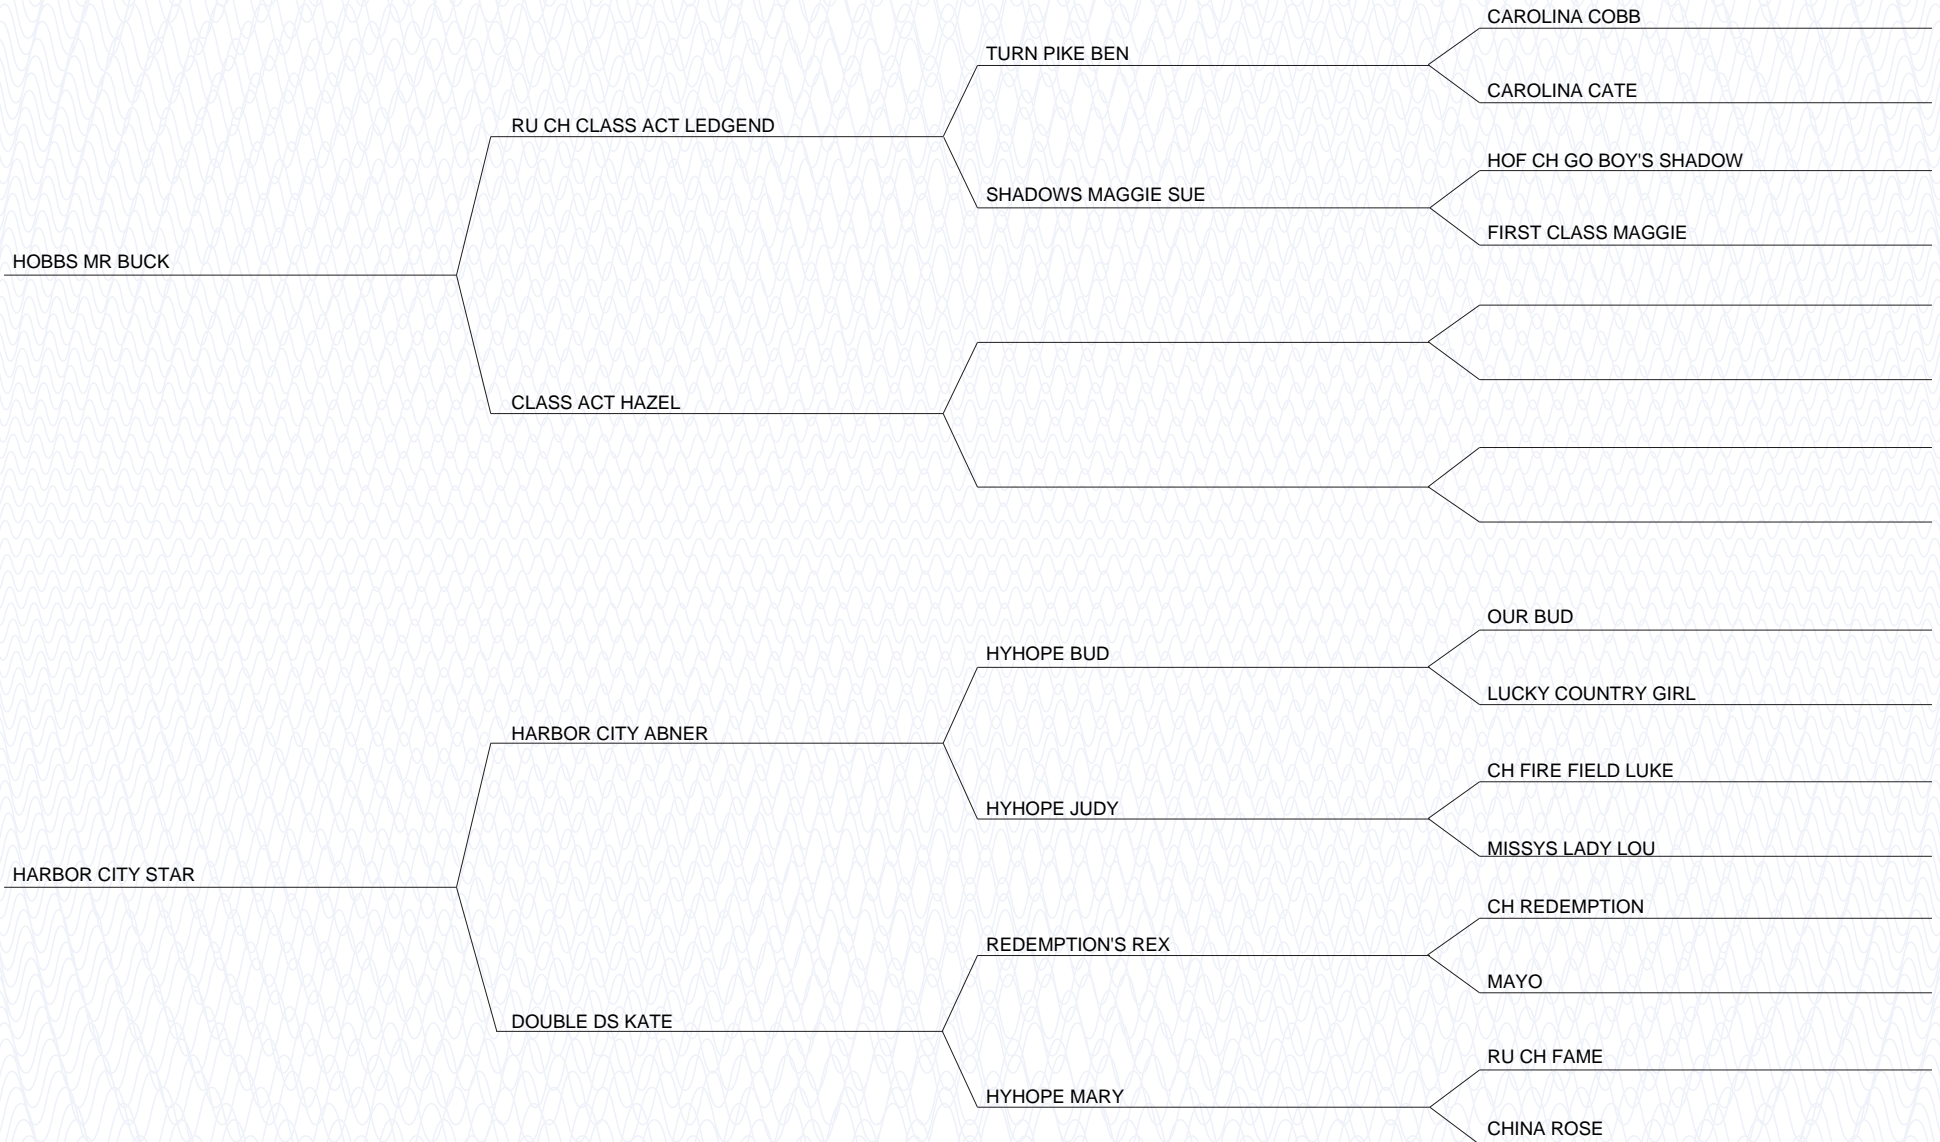 CAROLINA COBB
TURN PIKE BEN
CAROLINA CATE
RU CH CLASS ACT LEDGEND
HOF CH GO BOY'S SHADOW
SHADOWS MAGGIE SUE
FIRST CLASS MAGGIE
HOBBS MR BUCK
CLASS ACT HAZEL
OUR BUD
HYHOPE BUD
LUCKY COUNTRY GIRL
HARBOR CITY ABNER
CH FIRE FIELD LUKE
HYHOPE JUDY
MISSYS LADY LOU
HARBOR CITY STAR
CH REDEMPTION
REDEMPTION'S REX
MAYO
DOUBLE DS KATE
RU CH FAME
HYHOPE MARY
CHINA ROSE